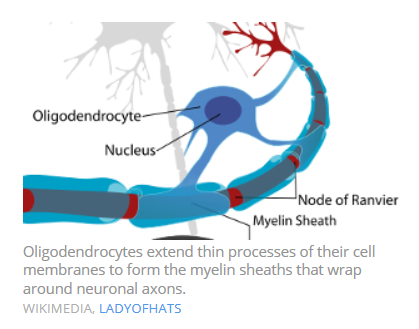 Oligodendrocyte
Nucleus
Node of Ranvier
Myelin Sheath
Oligodendrocytes extend thin processes of their cell
membranes to form the myelin sheaths that wrap
around neuronal axons.
WIKIMEDIA, LADYOFHATS